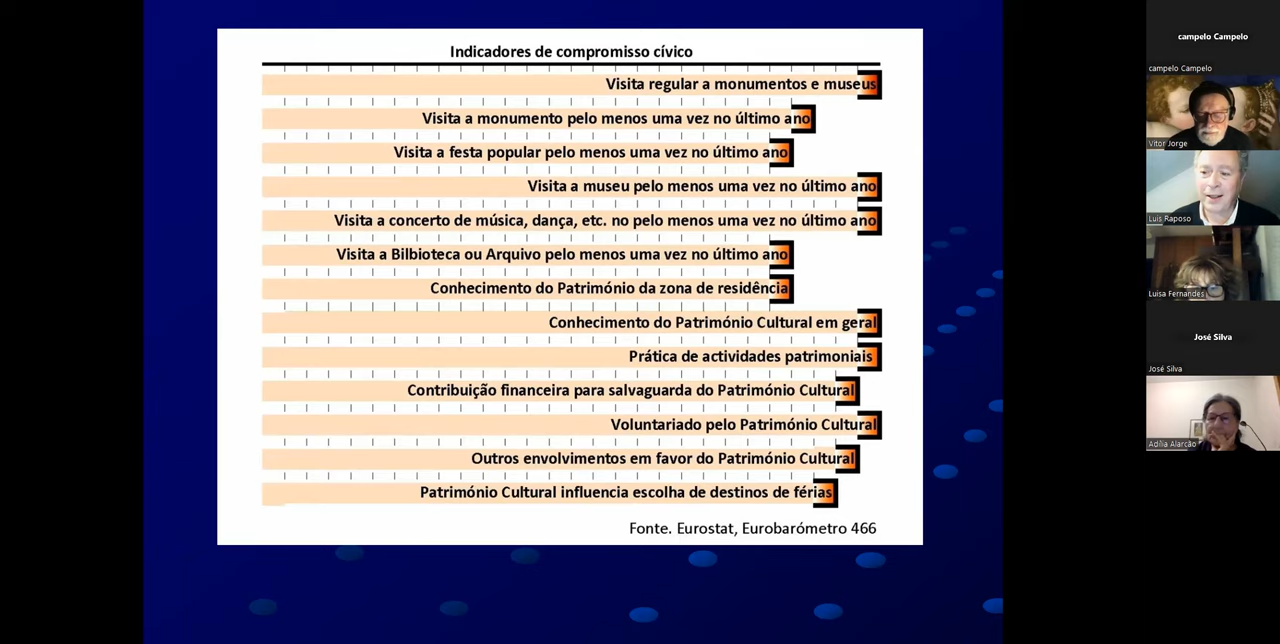 Indicadores de compromisso cívico
Visita regular a monumentos e museus
Visita a monumento pelo menos uma vez no último ano
Visita a festa popular pelo menos uma vez no último ano
Visita a museu pelo menos uma vez no último ano
Visita a concerto de música, dança, etc. no pelo menos uma vez no último ano
Visita a Bilbioteca ou Arquivo pelo menos uma vez no último ano
Conhecimento do Património da zona de residência
Conhecimento do Património Cultural em geral
Prática de actividades patrimoniais
Contribuição financeira para salvaguarda do Património Cultural
Voluntariado pelo Património Cultural
Outros envolvimentos em favor do Património Cultural
Património Cultural influencia escolha de destinos de férias
Fonte. Eurostat, Eurobarómetro 466
campelo Campelo
campelo Campelo
Vitor Jorge
Luis Raposo
Luisa Fernandes
José Silva
José Silva
Adília Alarcão